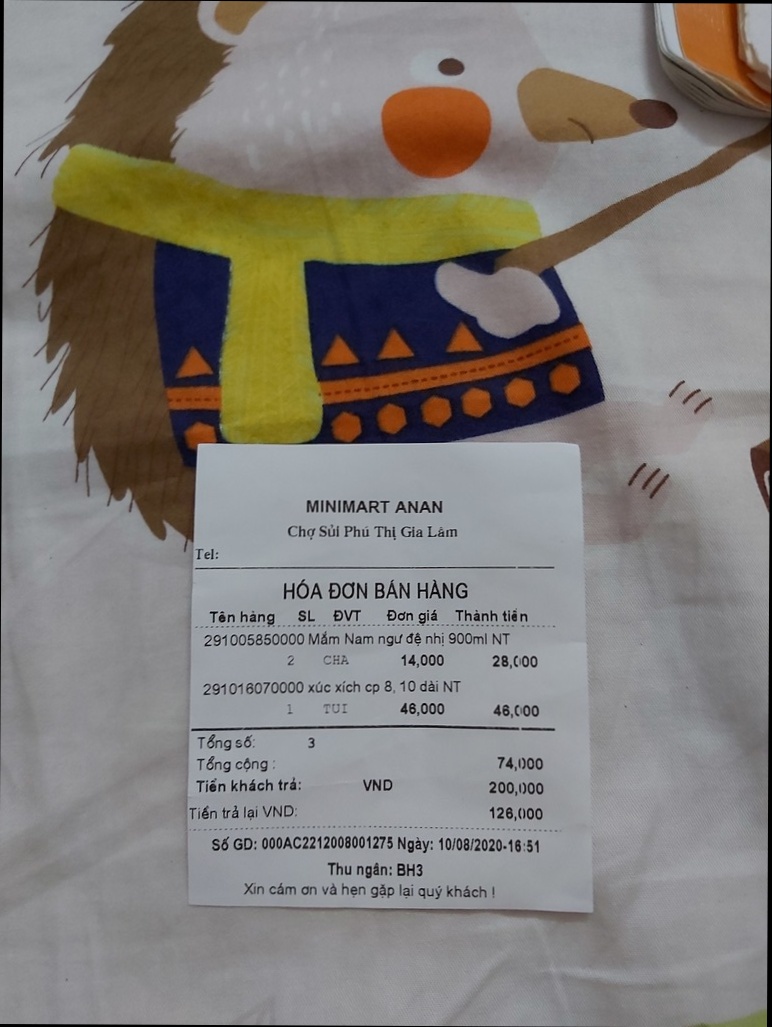 MINIMART ANAN
Chợ Sủi Phú Thị Gia Lâm
Tel:
HÓA ĐƠN BÁN HÀNG
Tên hàng SL ĐVT Đơn giá Thành tiền
291005850000 Mắm Nam ngư đệ nhị 900ml NT
2 CHA 14,000 28,000
291016070000 xúc xích cp 8, 10 dài NT
1 TUI 46,000 46,000
Tổng số: 3
Tổng cộng : 74,000
Tiền khách trả: VND 200,000
Tiền trả lại VND: 126,000
Số GD: 000AC2212008001275 Ngày: 10/08/2020-16:51
Thu ngân: BH3
Xin cám ơn và hẹn gặp lại quý khách !